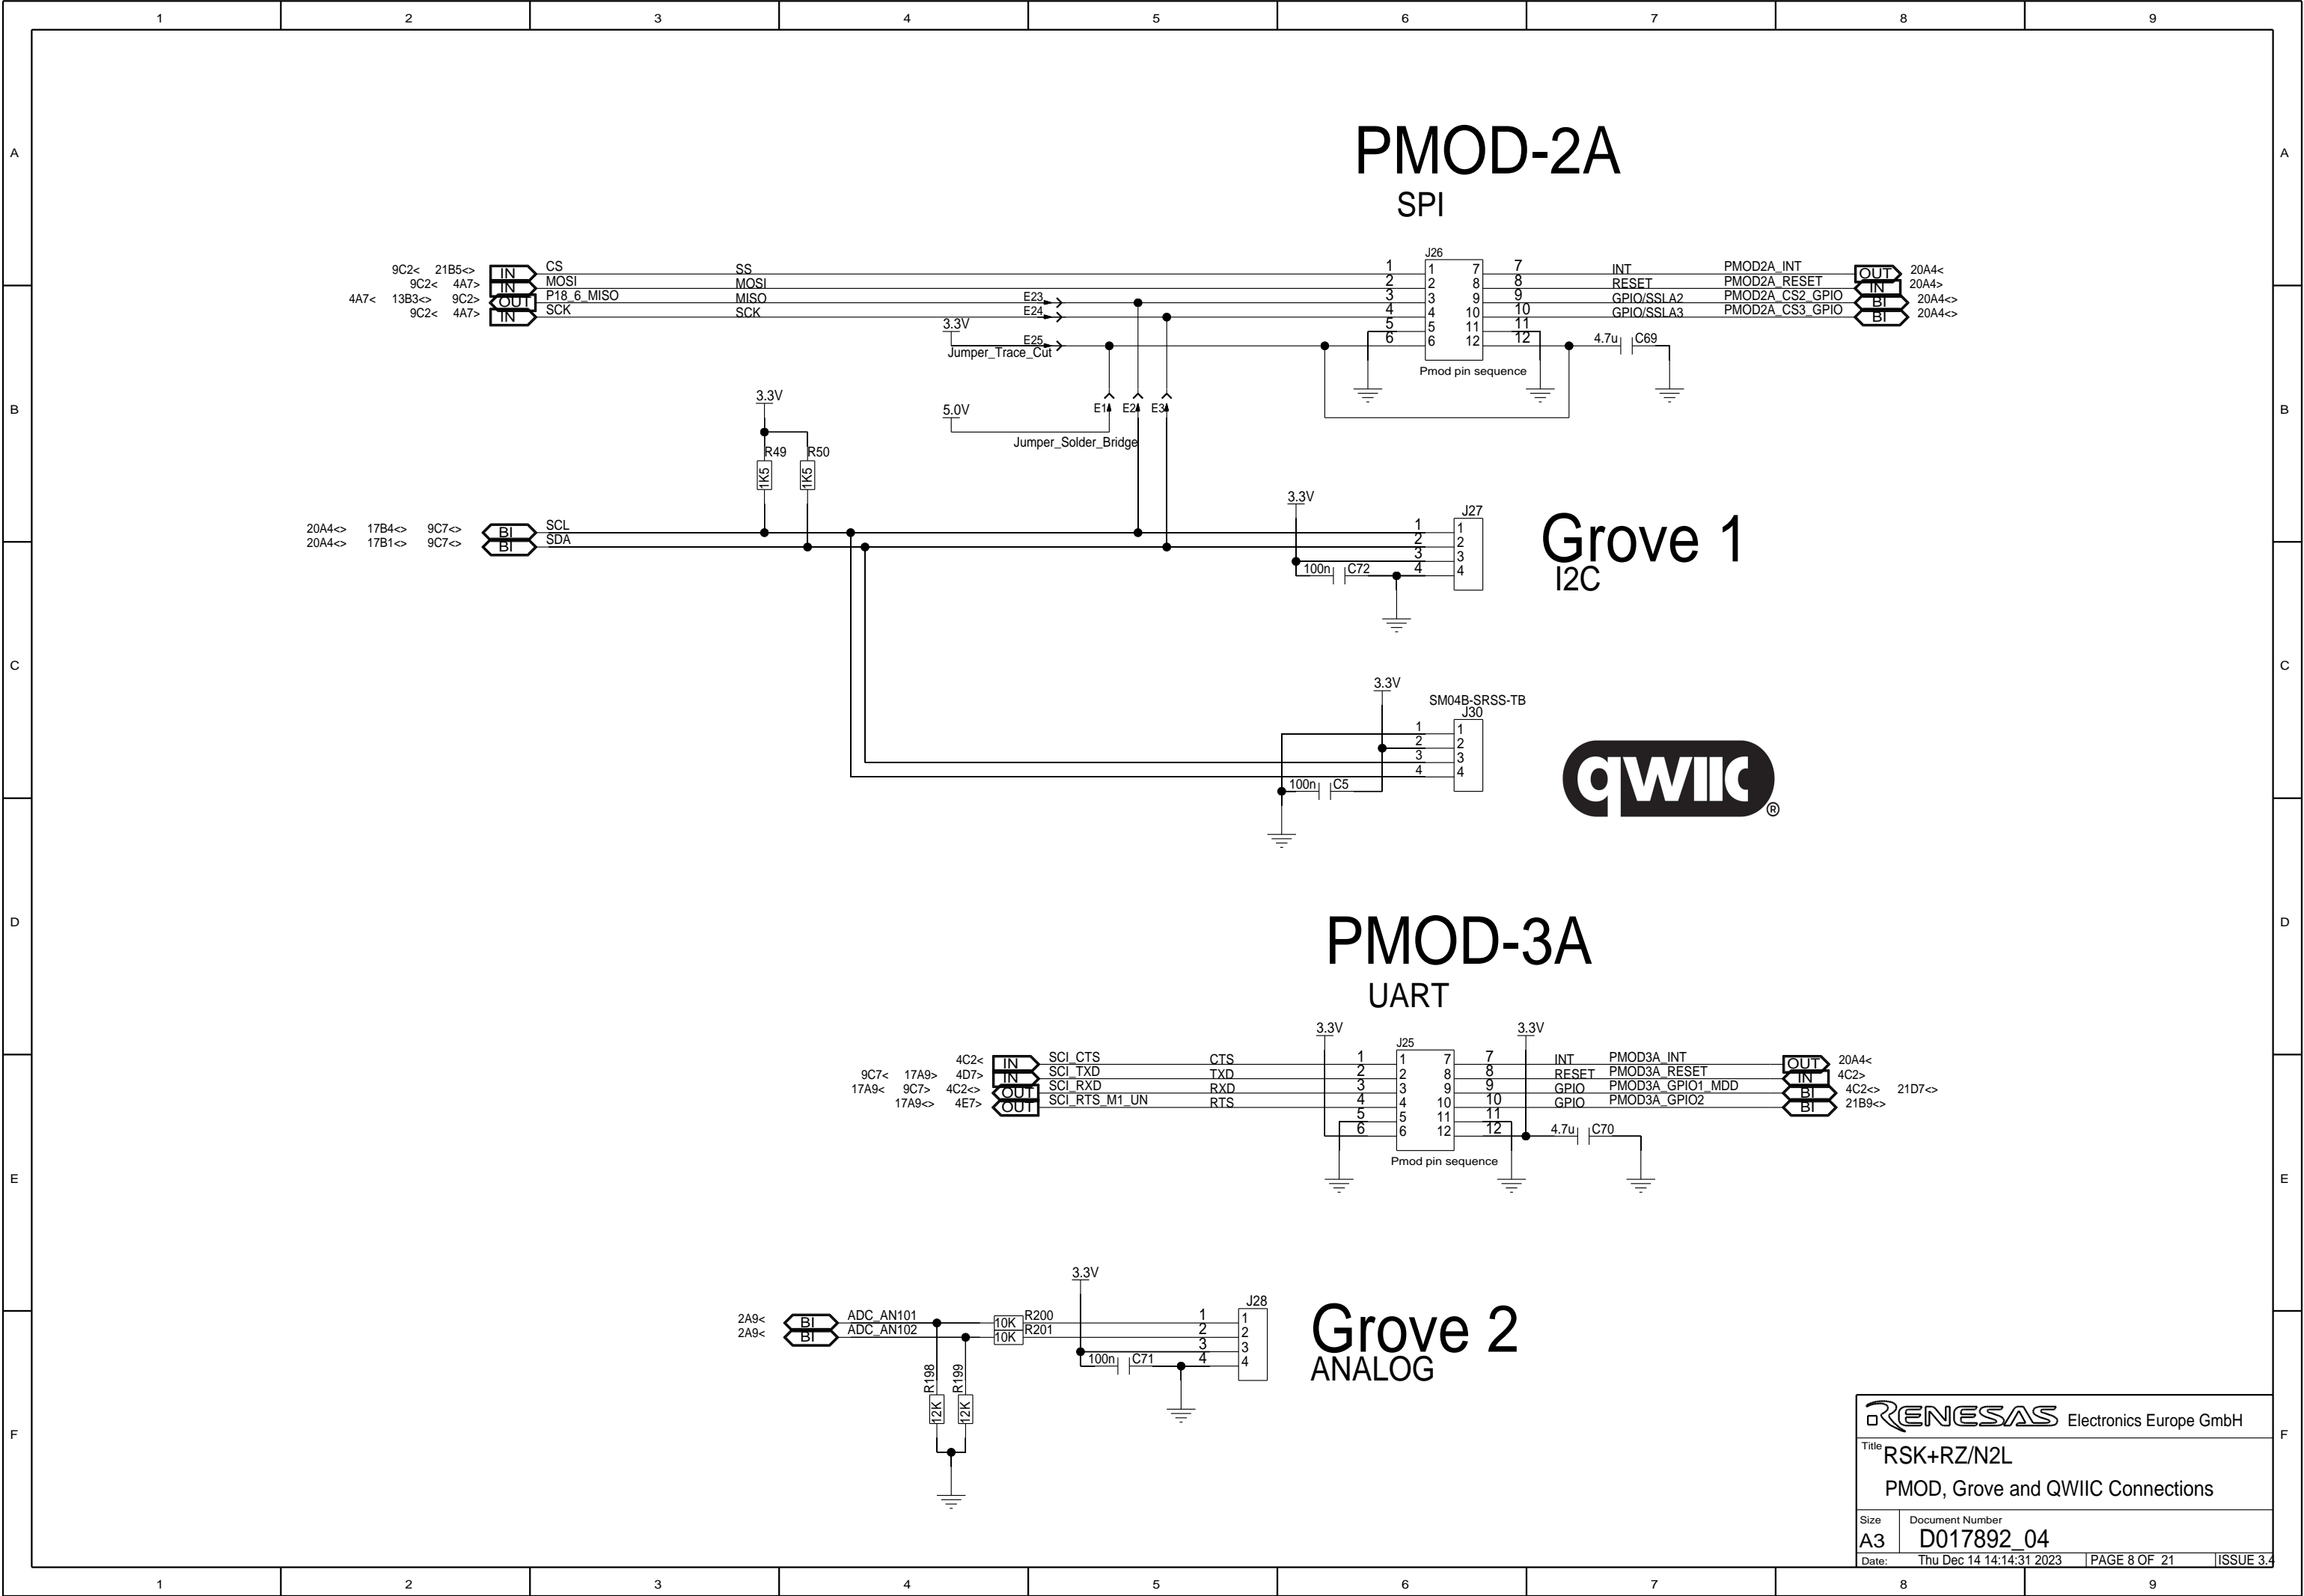 1 2 3 4 5 6 7 8 9
A A
PMOD-2A
SPI
J26
9C2< 21B5<> IN CS SS 1 1 7 7 INT PMOD2A_INT OUT 20A4<
9C2< 4A7> IN MOSI MOSI 2 2 8 8 RESET PMOD2A_RESET IN 20A4>
4A7< 13B3<> 9C2> OUT P18_6_MISO MISO E23 3 3 9 9 GPIO/SSLA2 PMOD2A_CS2_GPIO BI 20A4<>
9C2< 4A7> IN SCK SCK E24 4 4 10 10 GPIO/SSLA3 PMOD2A_CS3_GPIO BI 20A4<>
3.3V 5 5 11 11
E25 6 6 12 12 4.7u C69
Jumper_Trace_Cut
Pmod pin sequence
3.3V
B 5.0V E1 E2 E3 B
Jumper_Solder_Bridge
R49 R50
1K5 1K5
3.3V
J27
20A4<> 17B4<> 9C7<> BI SCL 1 1
20A4<> 17B1<> 9C7<> BI SDA 2 2
3 3
100n C72 4 4
Grove 1
I2C
C C
3.3V
SM04B-SRSS-TB
J30
1 1
2 2
3 3
4 4
100n C5
qwiic ®
D D
PMOD-3A
UART
3.3V 3.3V
J25
4C2< IN SCI_CTS CTS 1 1 7 7 INT PMOD3A_INT OUT 20A4<
9C7< 17A9> 4D7> IN SCI_TXD TXD 2 2 8 8 RESET PMOD3A_RESET IN 4C2>
17A9< 9C7> 4C2<> OUT SCI_RXD RXD 3 3 9 9 GPIO PMOD3A_GPIO1_MDD BI 4C2<> 21D7<>
17A9<> 4E7> OUT SCI_RTS_M1_UN RTS 4 4 10 10 GPIO PMOD3A_GPIO2 BI 21B9<>
5 5 11 11
6 6 12 12 4.7u C70
Pmod pin sequence
E E
3.3V
J28
2A9< BI ADC_AN101 10K R200 1 1
2A9< BI ADC_AN102 10K R201 2 2
3 3
100n C71 4 4
Grove 2
ANALOG
R198 R199
12K 12K
F F
RENESAS Electronics Europe GmbH
Title RSK+RZ/N2L
PMOD, Grove and QWIIC Connections
Size Document Number
A3 D017892_04
Date: Thu Dec 14 14:14:31 2023 PAGE 8 OF 21 ISSUE 3.4
1 2 3 4 5 6 7 8 9